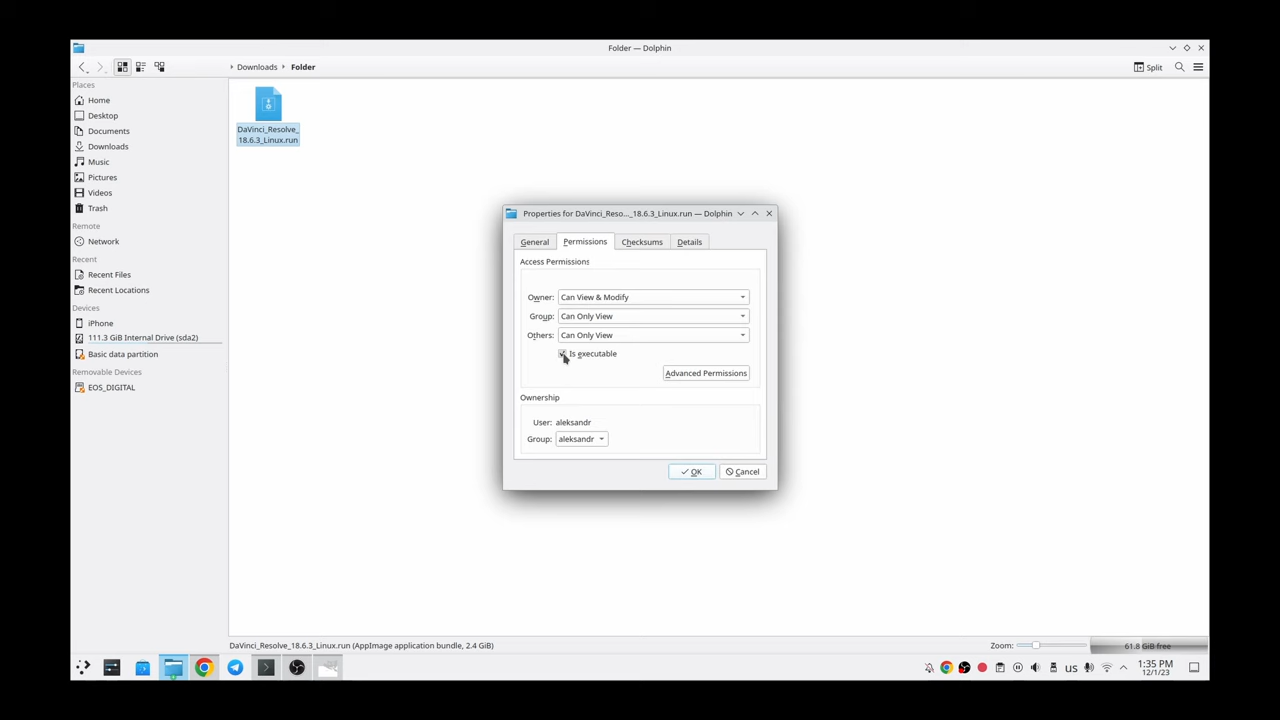 Folder — Dolphin
Downloads
Folder
Split
Places
Home
Desktop
Documents
Downloads
Music
Pictures
Videos
Trash
Remote
Network
Recent
Recent Files
Recent Locations
Devices
iPhone
111.3 GiB Internal Drive (sda2)
Basic data partition
Removable Devices
EOS_DIGITAL
DaVinci_Resolve_
18.6.3_Linux.run
Properties for DaVinci_Reso..._18.6.3_Linux.run — Dolphin
General
Permissions
Checksums
Details
Access Permissions
Owner: Can View & Modify
Group: Can Only View
Others: Can Only View
Is executable
Advanced Permissions
Ownership
User: aleksandr
Group: aleksandr
OK
Cancel
DaVinci_Resolve_18.6.3_Linux.run (AppImage application bundle, 2.4 GiB)
Zoom:
61.8 GiB free
us
1:35 PM
12/1/23